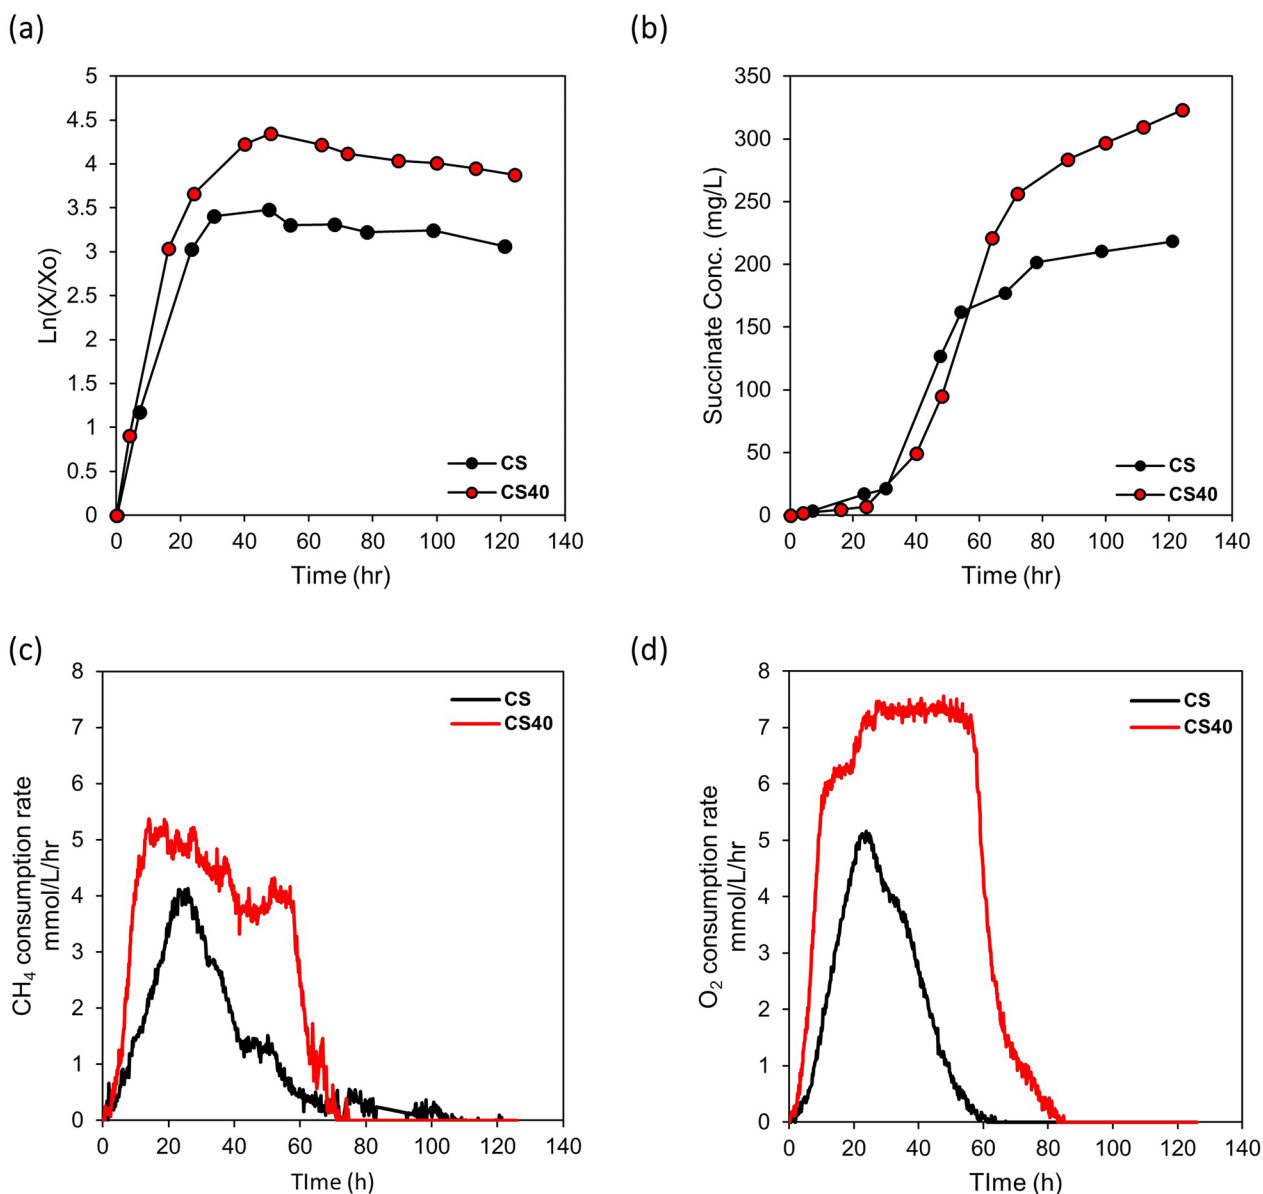 (a)
5
4.5
4
3.5
3
2.5
2
1.5
1
0.5
0
Ln(X/Xo)
CS
CS40
0 20 40 60 80 100 120 140
Time (hr)
(b)
350
300
250
200
150
100
50
0
Succinate Conc. (mg/L)
CS
CS40
0 20 40 60 80 100 120 140
Time (hr)
(c)
8
7
6
5
4
3
2
1
0
CH4 consumption rate
mmol/L/hr
CS
CS40
0 20 40 60 80 100 120 140
TIme (h)
(d)
8
7
6
5
4
3
2
1
0
O2 consumption rate
mmol/L/hr
CS
CS40
0 20 40 60 80 100 120 140
TIme (h)